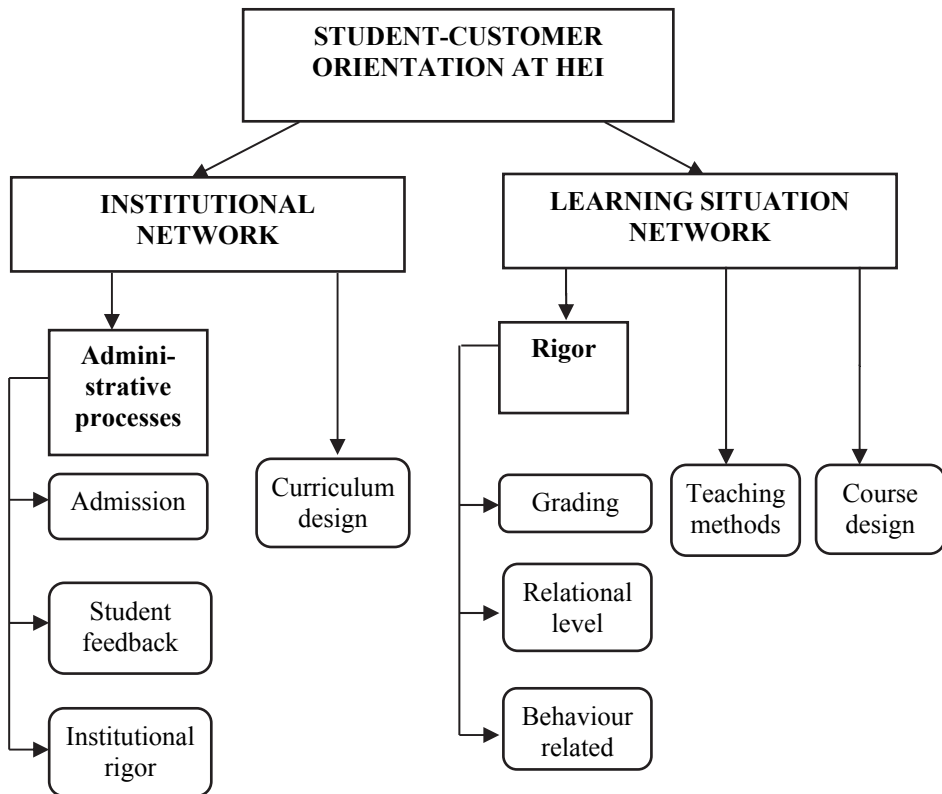 STUDENT-CUSTOMER
ORIENTATION AT HEI
INSTITUTIONAL
NETWORK
LEARNING SITUATION
NETWORK
Admini-
strative
processes
Rigor
Admission
Curriculum
design
Grading
Teaching
methods
Course
design
Student
feedback
Relational
level
Institutional
rigor
Behaviour
related